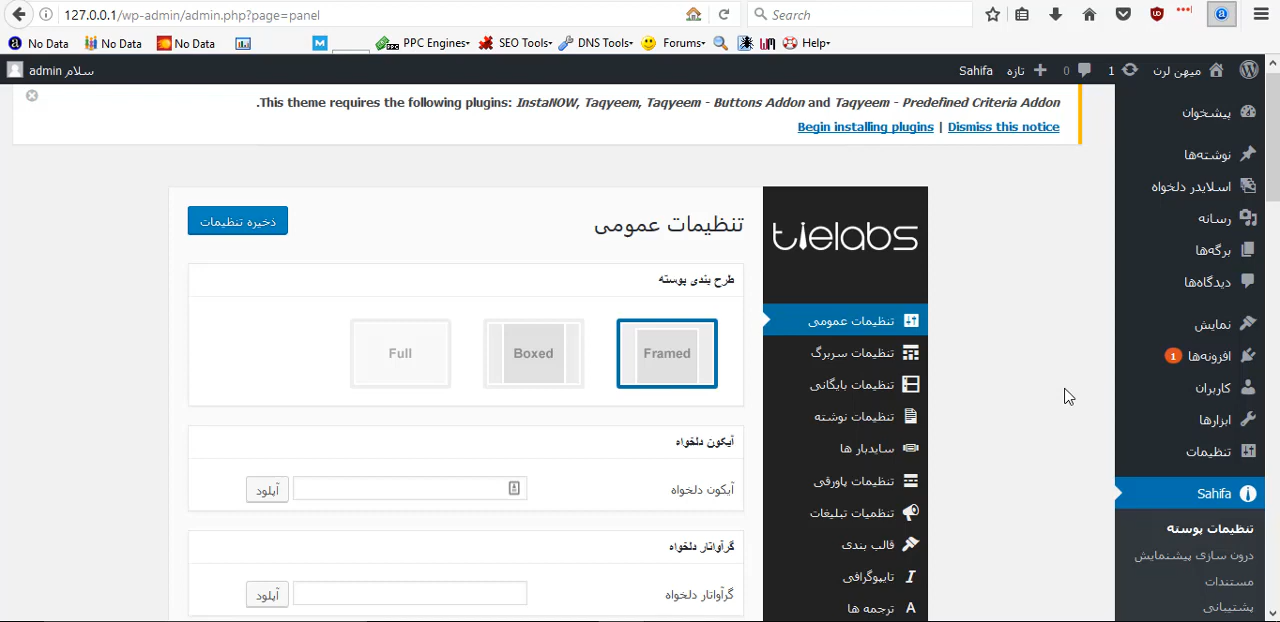 127.0.0.1/wp-admin/admin.php?page=panel
Search
No Data
No Data
No Data
PPC Engines
SEO Tools
DNS Tools
Forums
Help
میهن لرن
1
0
تازه
Sahifa
سلام admin
This theme requires the following plugins: InstaNOW, Taqyeem, Taqyeem - Buttons Addon and Taqyeem - Predefined Criteria Addon.
Begin installing plugins | Dismiss this notice
پیشخوان
نوشته‌ها
اسلایدر دلخواه
رسانه
برگه‌ها
دیدگاه‌ها
نمایش
افزونه‌ها 1
کاربران
ابزارها
تنظیمات
Sahifa
تنظیمات پوسته
درون سازی پیشنمایش
مستندات
پشتیبانی
tielabs
تنظیمات عمومی
تنظیمات سربرگ
تنظیمات بایگانی
تنظیمات نوشته
سایدبار ها
تنظیمات پاورقی
تنظمیات تبلیغات
قالب بندی
تایپوگرافی
ترجمه ها
تنظیمات عمومی
ذخیره تنظیمات
طرح بندی پوسته
Framed
Boxed
Full
آیکون دلخواه
آیکون دلخواه
آپلود
گرآواتار دلخواه
گرآواتار دلخواه
آپلود